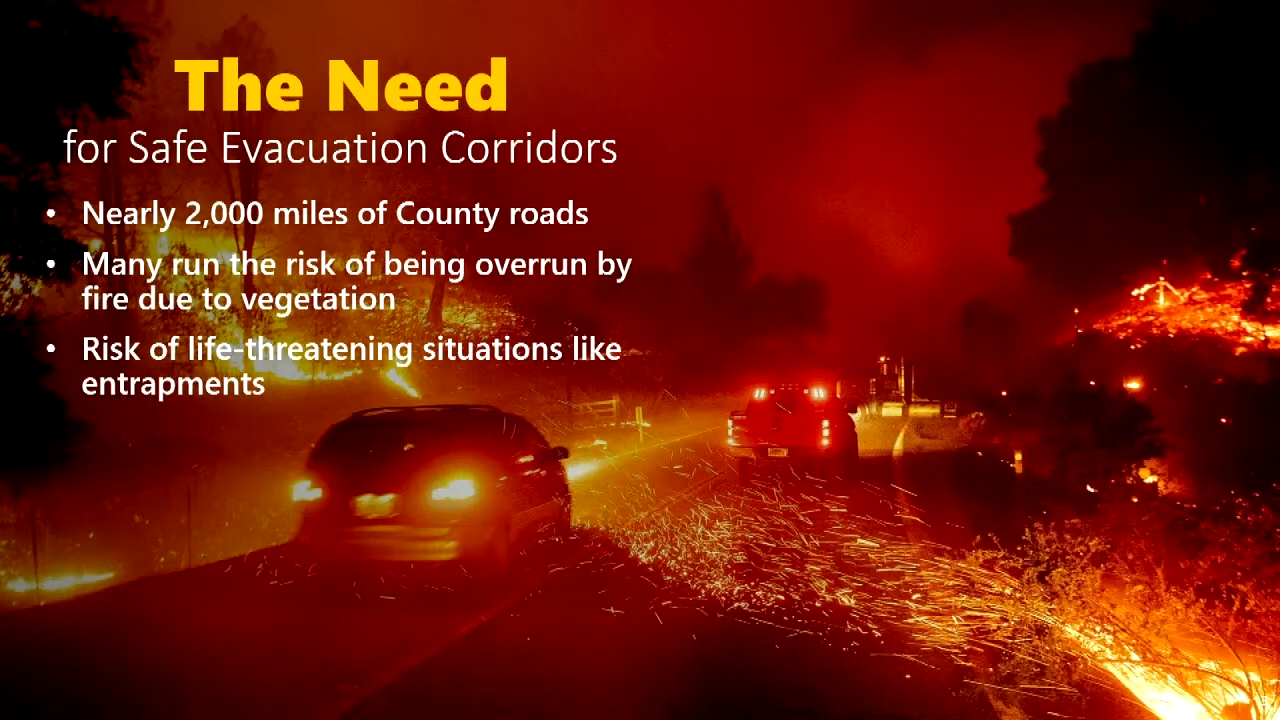 The Need
for Safe Evacuation Corridors
• Nearly 2,000 miles of County roads
• Many run the risk of being overrun by
fire due to vegetation
• Risk of life-threatening situations like
entrapments